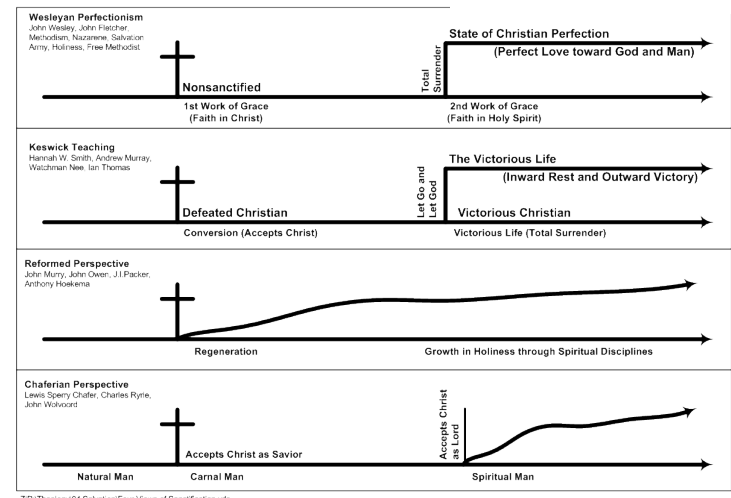 Wesleyan Perfectionism
John Wesley, John Fletcher,
Methodism, Nazarene, Salvation
Army, Holiness, Free Methodist
Total
Surrender
State of Christian Perfection
(Perfect Love toward God and Man)
Nonsanctified
1st Work of Grace
(Faith in Christ)
2nd Work of Grace
(Faith in Holy Spirit)
Keswick Teaching
Hannah W. Smith, Andrew Murray,
Watchman Nee, Ian Thomas
Let Go and
Let God
The Victorious Life
(Inward Rest and Outward Victory)
Defeated Christian
Victorious Christian
Conversion (Accepts Christ)
Victorious Life (Total Surrender)
Reformed Perspective
John Murry, John Owen, J.I.Packer,
Anthony Hoekema
Regeneration
Growth in Holiness through Spiritual Disciplines
Chaferian Perspective
Lewis Sperry Chafer, Charles Ryrie,
John Wolvoord
Accepts Christ
as Lord
Accepts Christ as Savior
Natural Man
Carnal Man
Spiritual Man